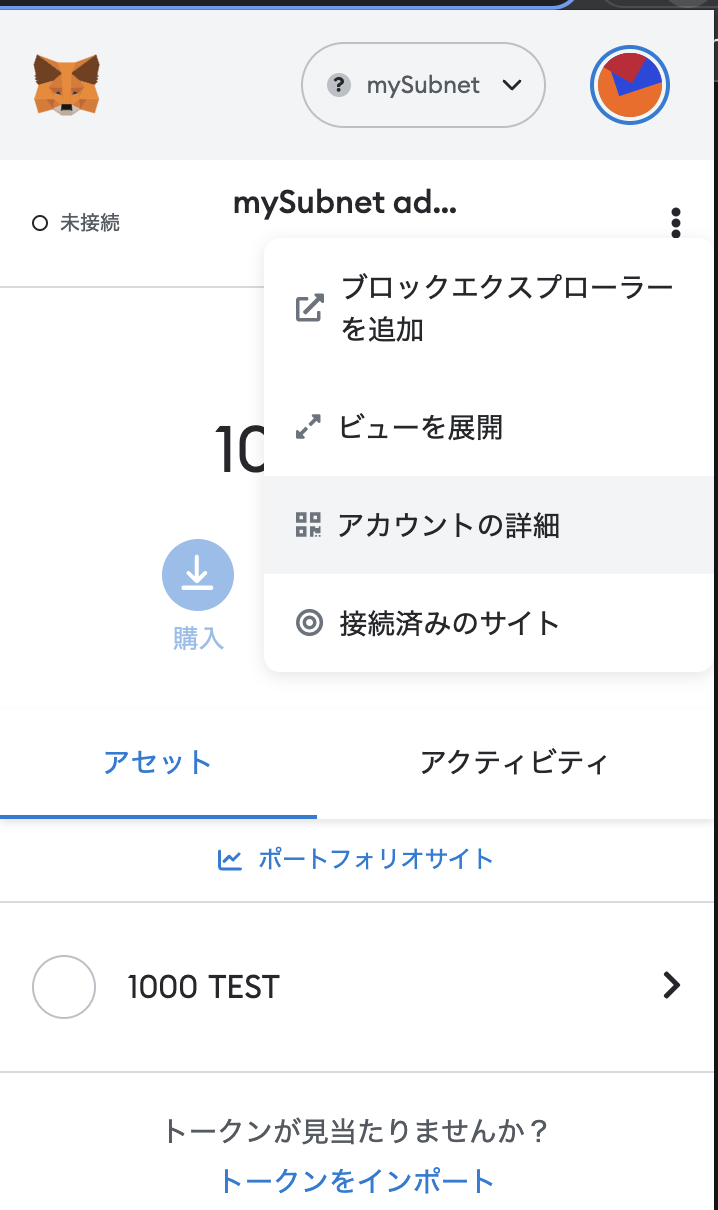 ? mySubnet
未接続
mySubnet ad...
ブロックエクスプローラー
を追加
ビューを展開
アカウントの詳細
接続済みのサイト
購入
アセット
アクティビティ
ポートフォリオサイト
1000 TEST
トークンが見当たりませんか？
トークンをインポート